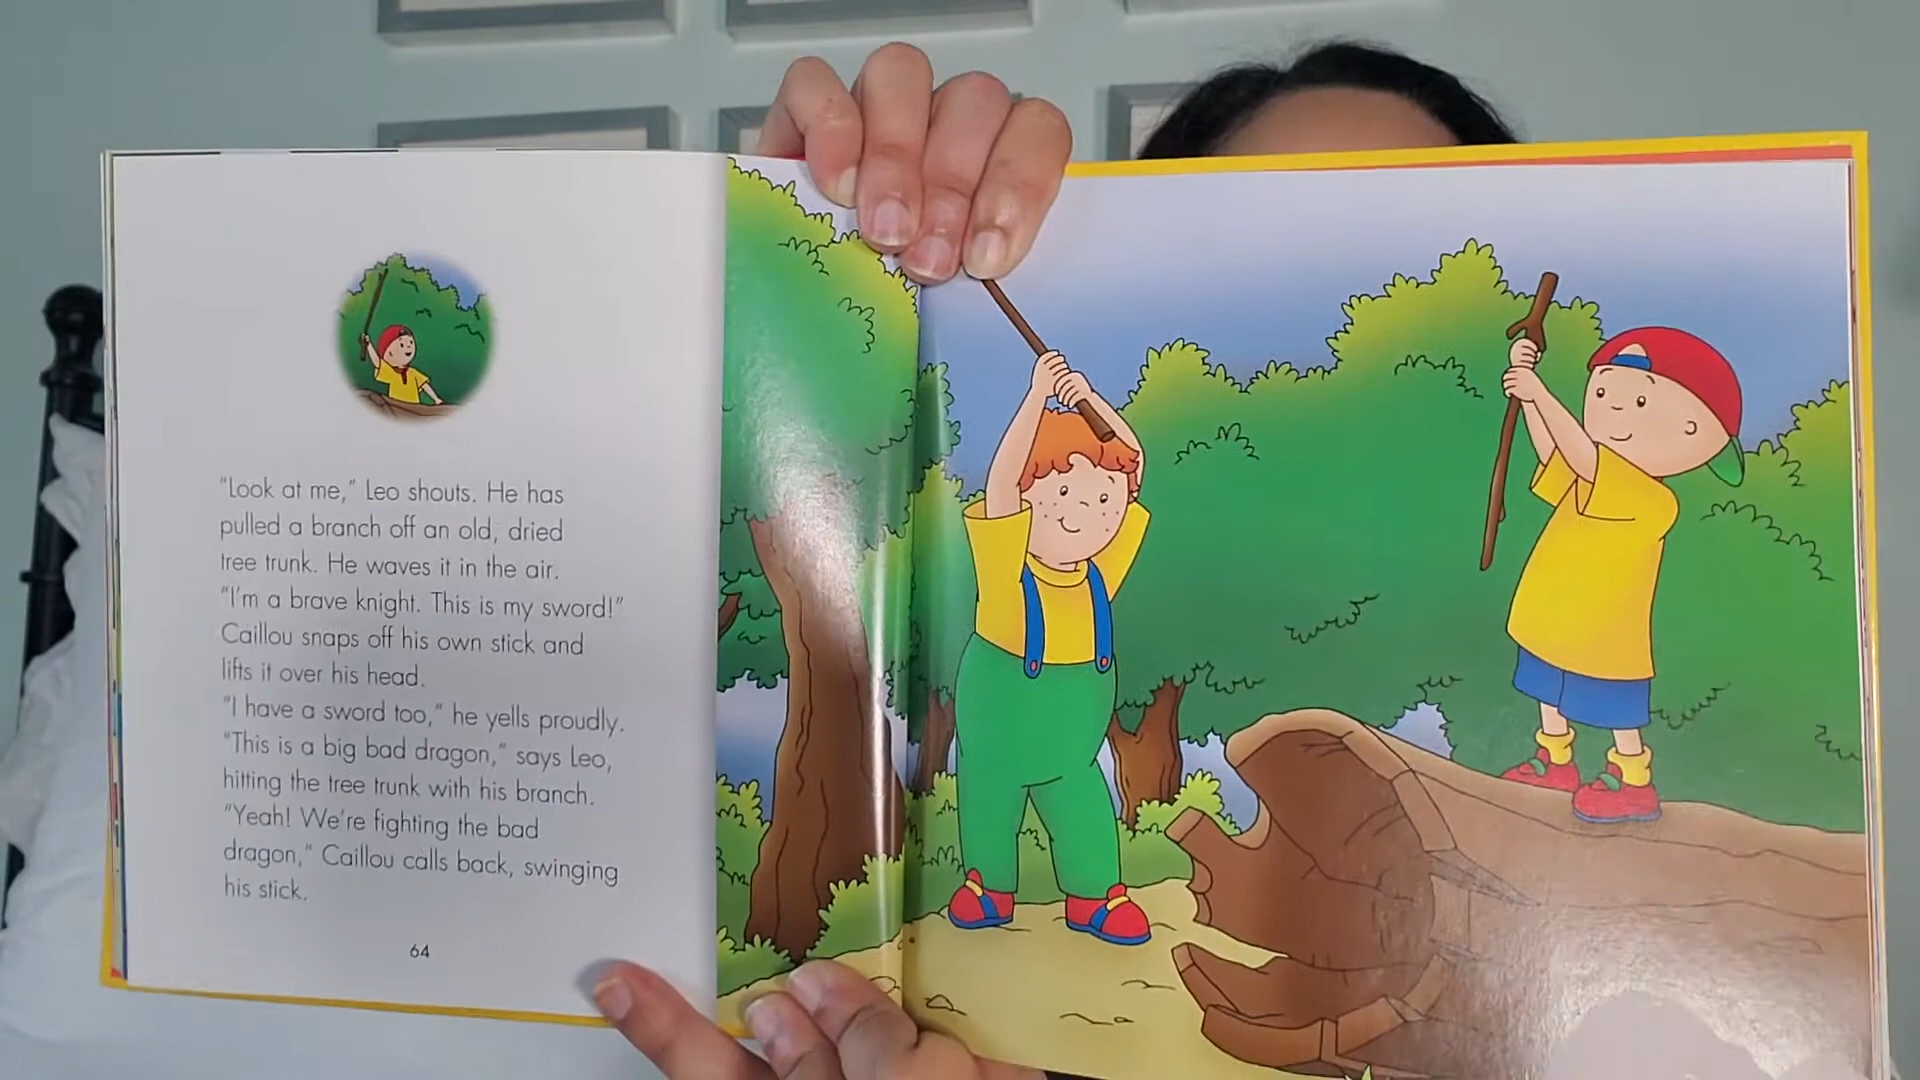 “Look at me,” Leo shouts. He has
pulled a branch off an old, dried
tree trunk. He waves it in the air.
“I’m a brave knight. This is my sword!”
Caillou snaps off his own stick and
lifts it over his head.
“I have a sword too,” he yells proudly.
“This is a big bad dragon,” says Leo,
hitting the tree trunk with his branch.
“Yeah! We’re fighting the bad
dragon,” Caillou calls back, swinging
his stick.
64